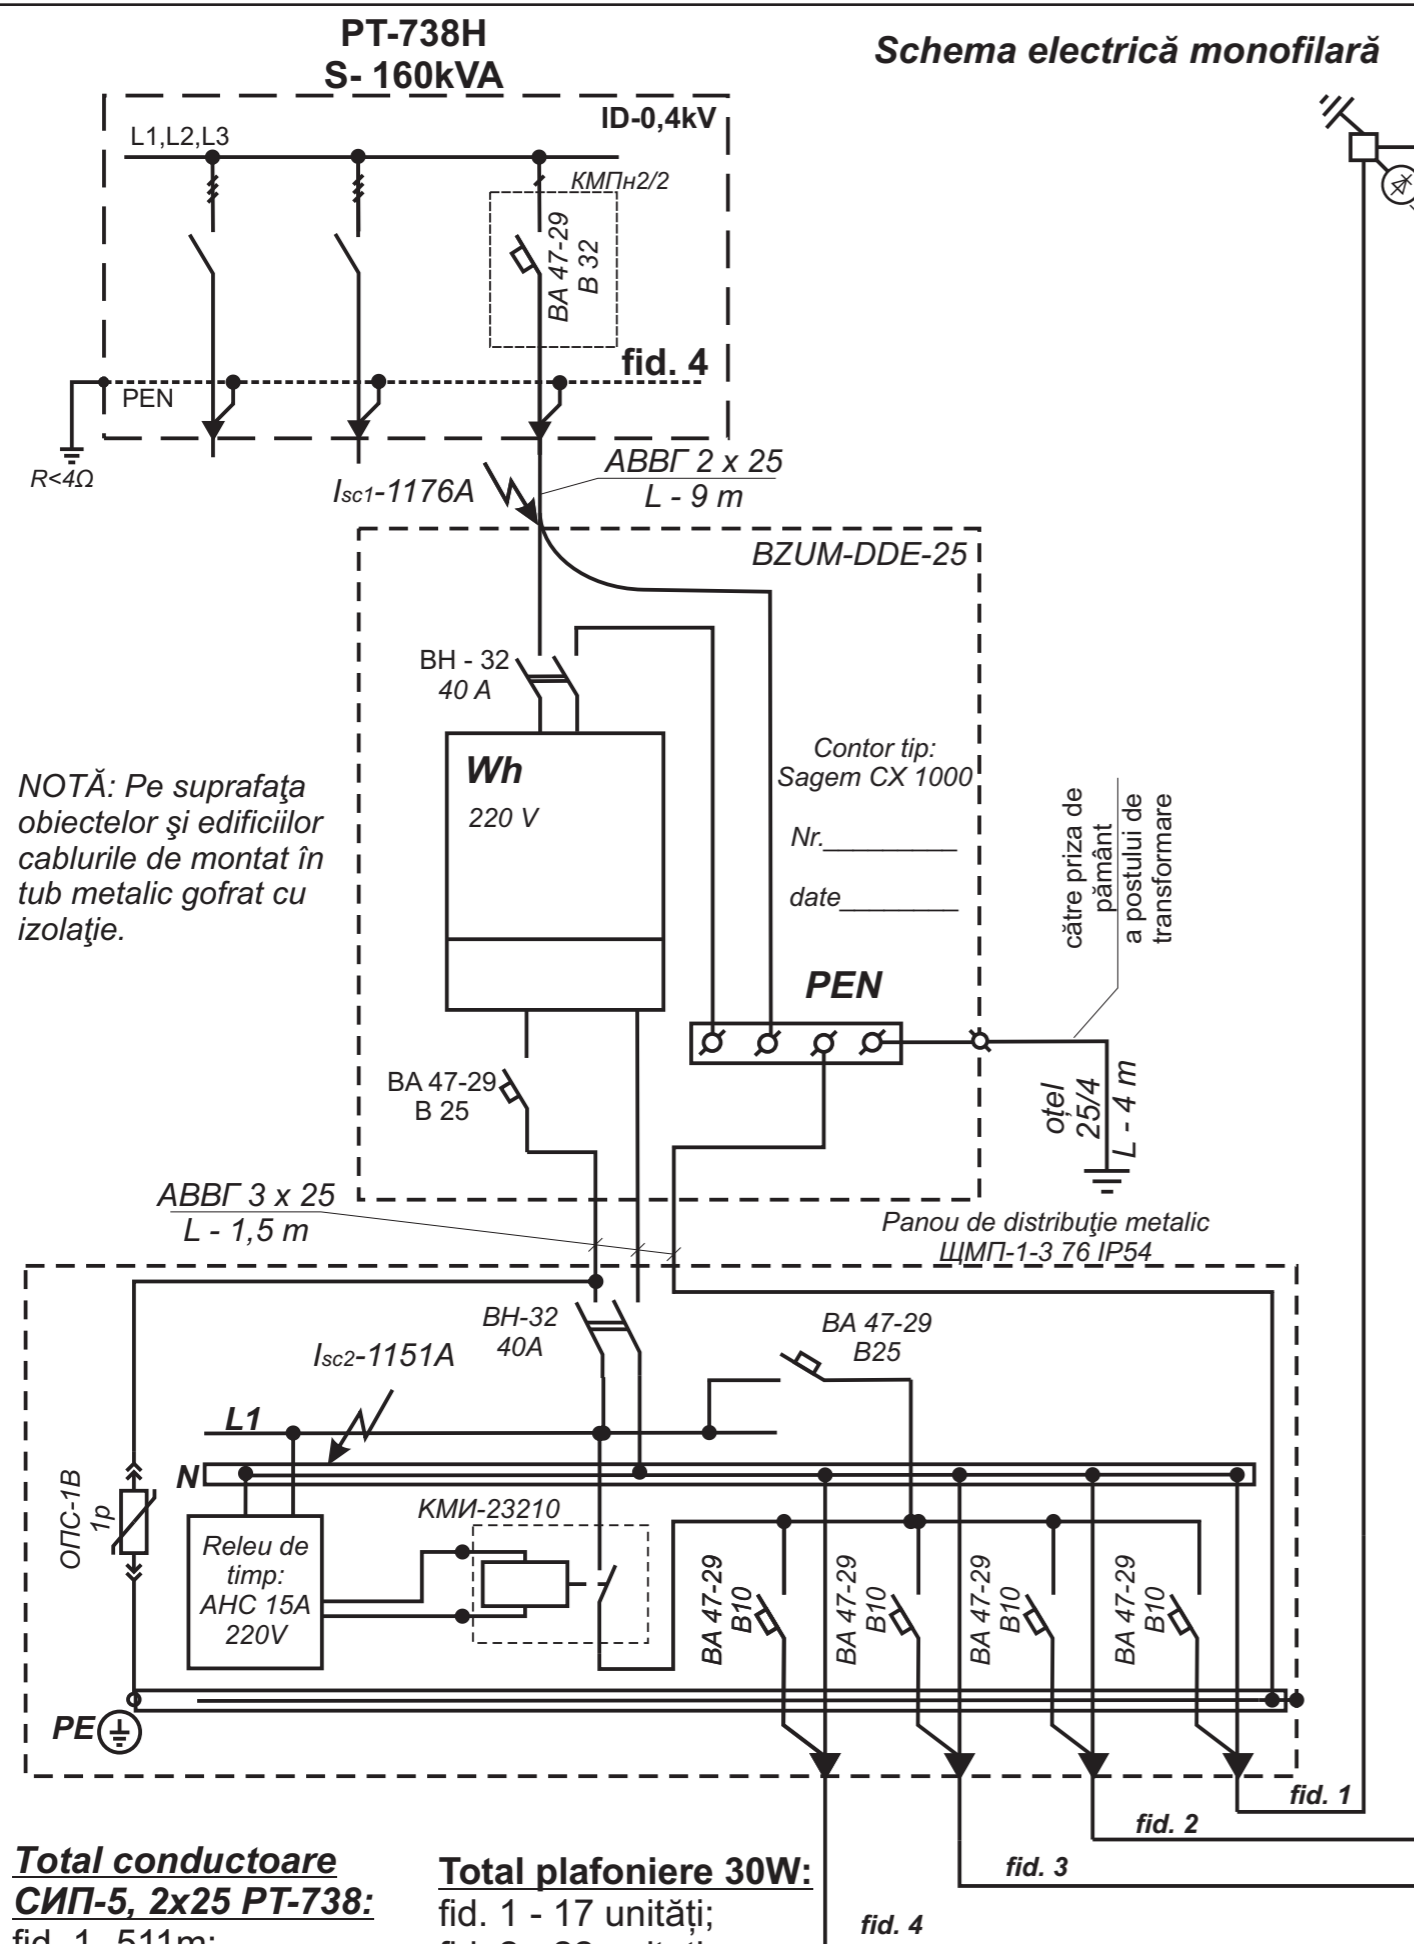 PT-738H
S- 160kVA
Schema electrică monofilară
ID-0,4kV
L1,L2,L3
КМПн2/2
ВА 47-29
В 32
fid. 4
PEN
R<4Ω
Isc1-1176A
АВВГ 2 x 25
L - 9 m
BZUM-DDE-25
ВН - 32
40 A
Wh
220 V
Contor tip:
Sagem CX 1000
Nr._________
date________
NOTĂ: Pe suprafaţa
obiectelor şi edificiilor
cablurile de montat în
tub metalic gofrat cu
izolaţie.
către priza de
pământ
a postului de
transformare
PEN
oțel
25/4
L - 4 m
ВА 47-29
В 25
АВВГ 3 x 25
L - 1,5 m
Panou de distribuţie metalic
ЩМП-1-3 76 IP54
ВН-32
40A
ВА 47-29
В25
Isc2-1151A
L1
N
ОПС-1В
1р
КМИ-23210
Releu de
timp:
AHC 15A
220V
ВА 47-29
В10
ВА 47-29
В10
ВА 47-29
В10
ВА 47-29
В10
PE
fid. 1
fid. 2
fid. 3
fid. 4
Total conductoare
СИП-5, 2x25 PT-738:
fid. 1- 511m;
Total plafoniere 30W:
fid. 1 - 17 unități;